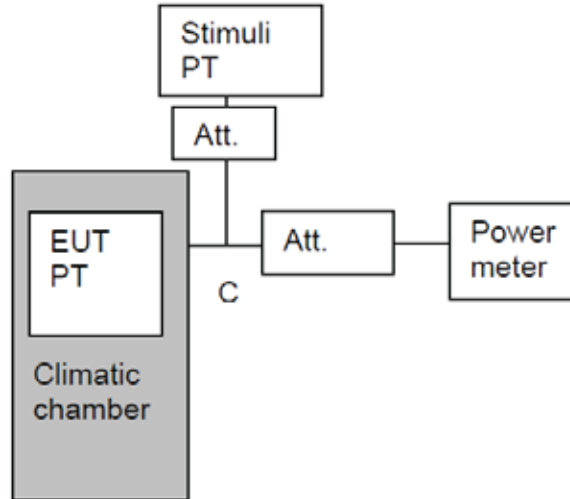 Stimuli
PT
Att.
EUT
PT
Att.
Power
meter
C
Climatic
chamber